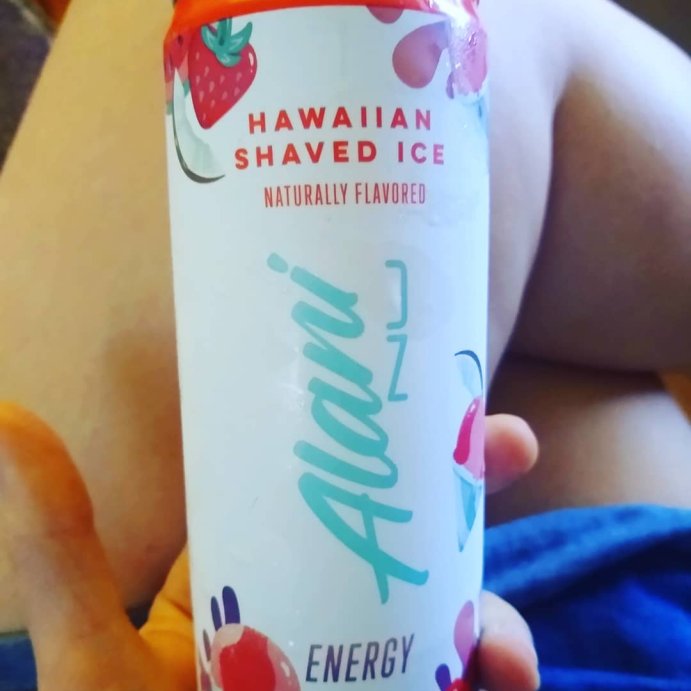 HAWAIIAN
SHAVED ICE
NATURALLY FLAVORED
Alani
NU
ENERGY